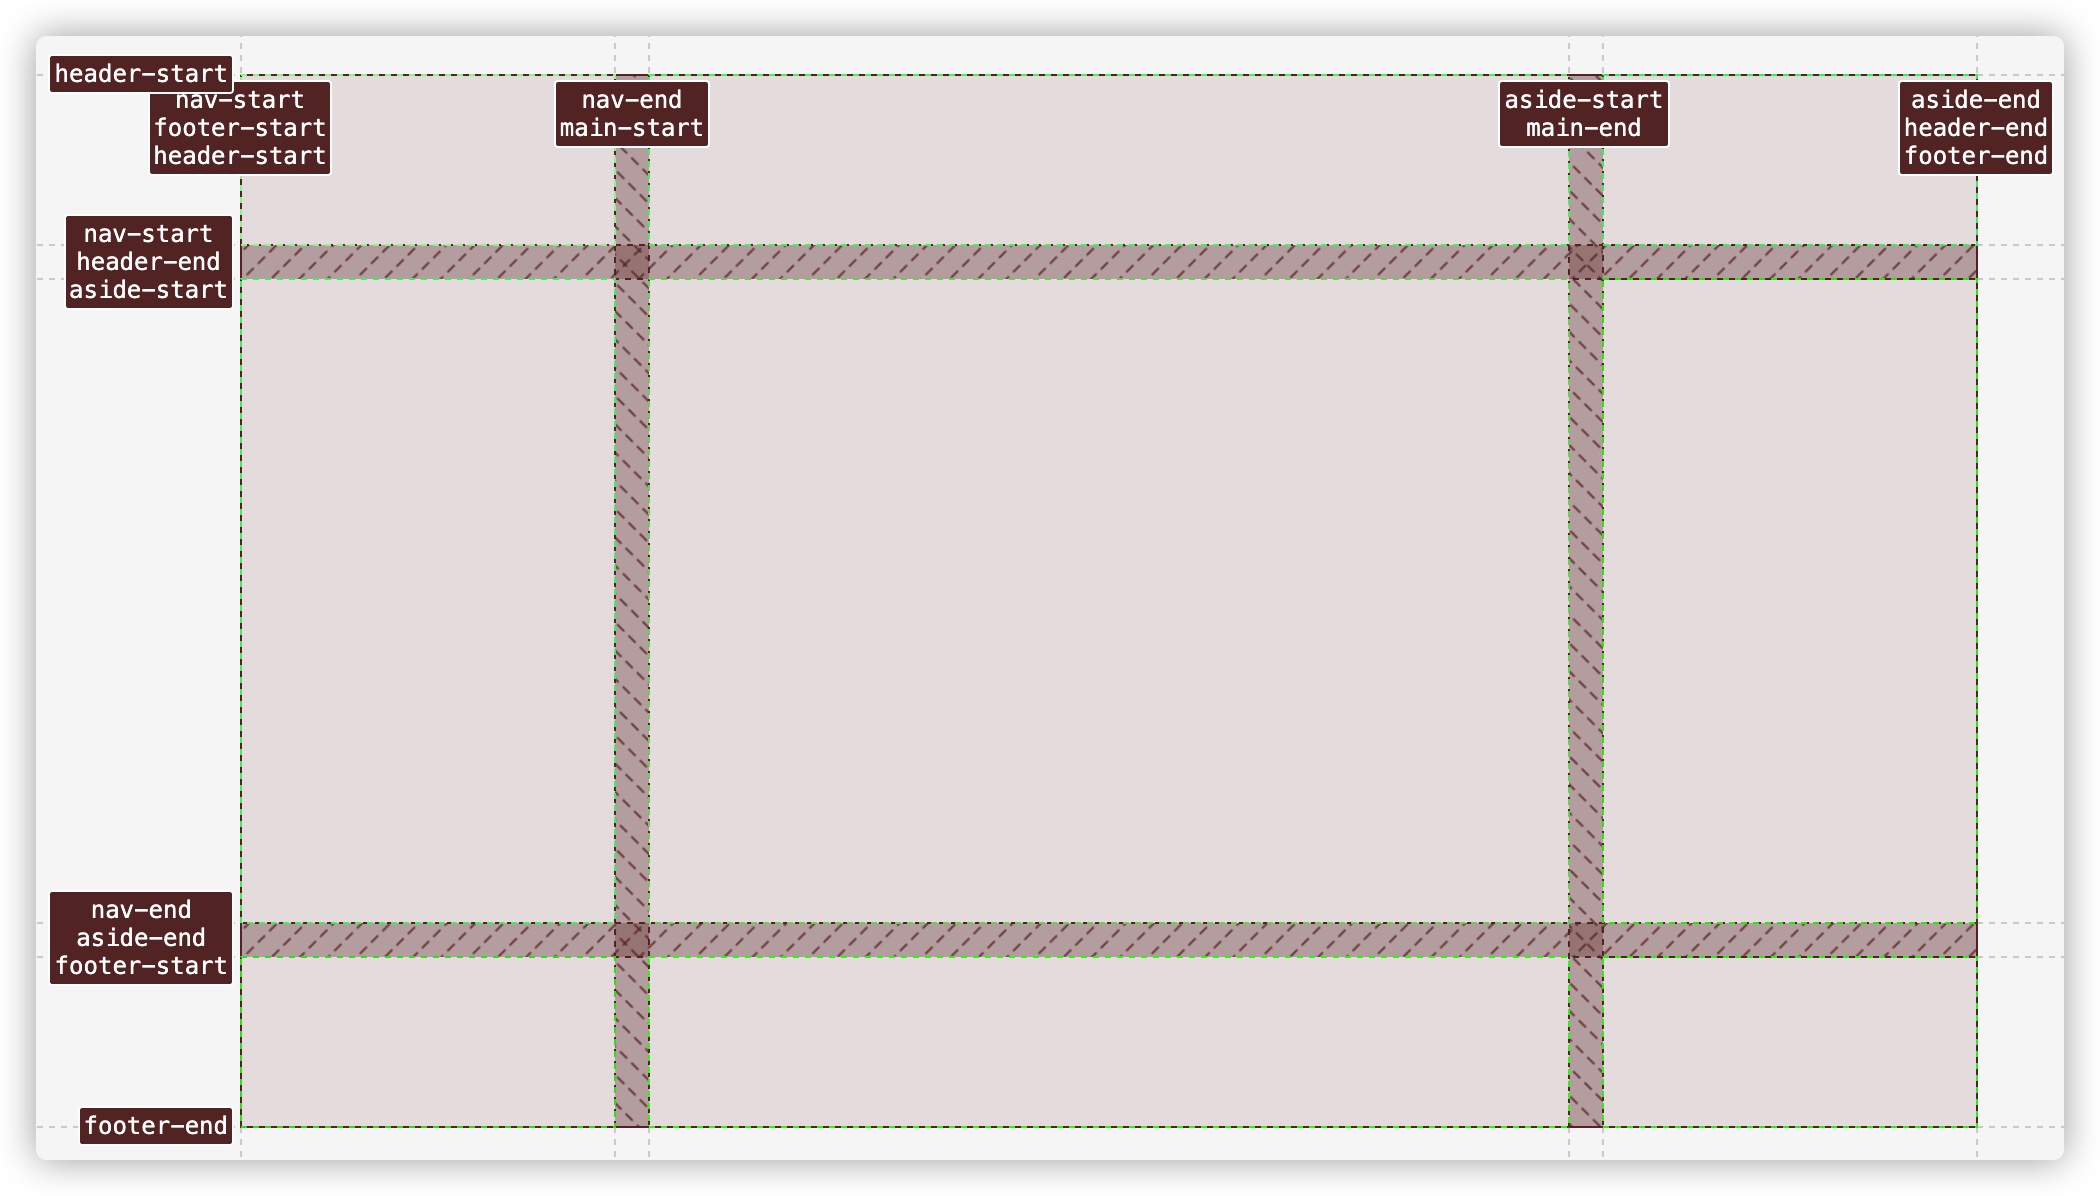 header-start
nav-start
footer-start
header-start
nav-end
main-start
aside-start
main-end
aside-end
header-end
footer-end
nav-start
header-end
aside-start
nav-end
aside-end
footer-start
footer-end